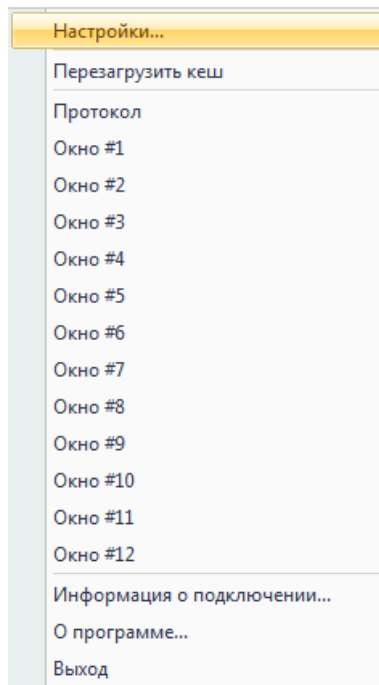 Настройки...
Перезагрузить кеш
Протокол
Окно #1
Окно #2
Окно #3
Окно #4
Окно #5
Окно #6
Окно #7
Окно #8
Окно #9
Окно #10
Окно #11
Окно #12
Информация о подключении...
О программе...
Выход